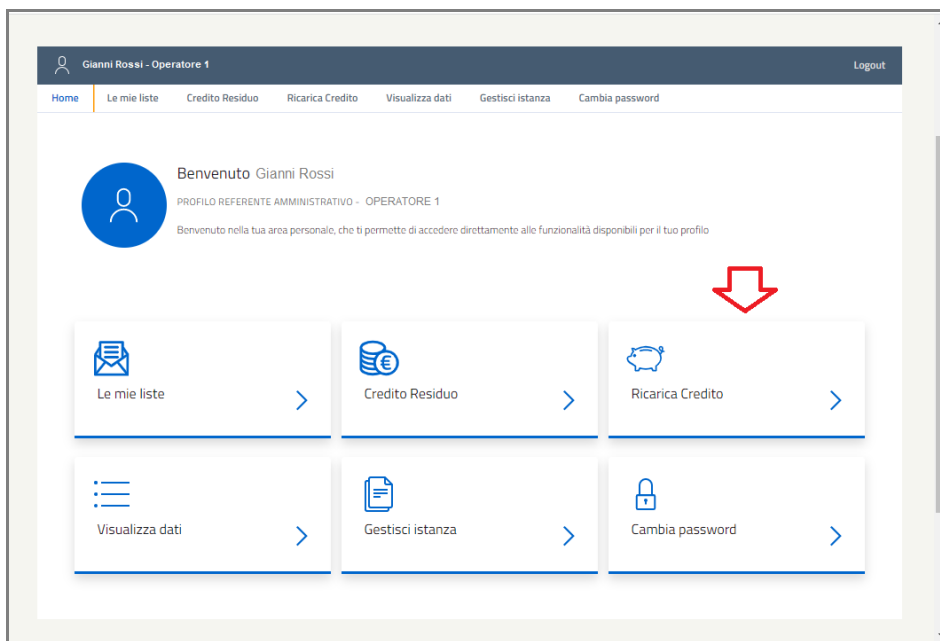 Gianni Rossi - Operatore 1 Logout
Home Le mie liste Credito Residuo Ricarica Credito Visualizza dati Gestisci istanza Cambia password
Benvenuto Gianni Rossi
PROFILO REFERENTE AMMINISTRATIVO - OPERATORE 1
Benvenuto nella tua area personale, che ti permette di accedere direttamente alle funzionalità disponibili per il tuo profilo
Le mie liste Credito Residuo Ricarica Credito
Visualizza dati Gestisci istanza Cambia password